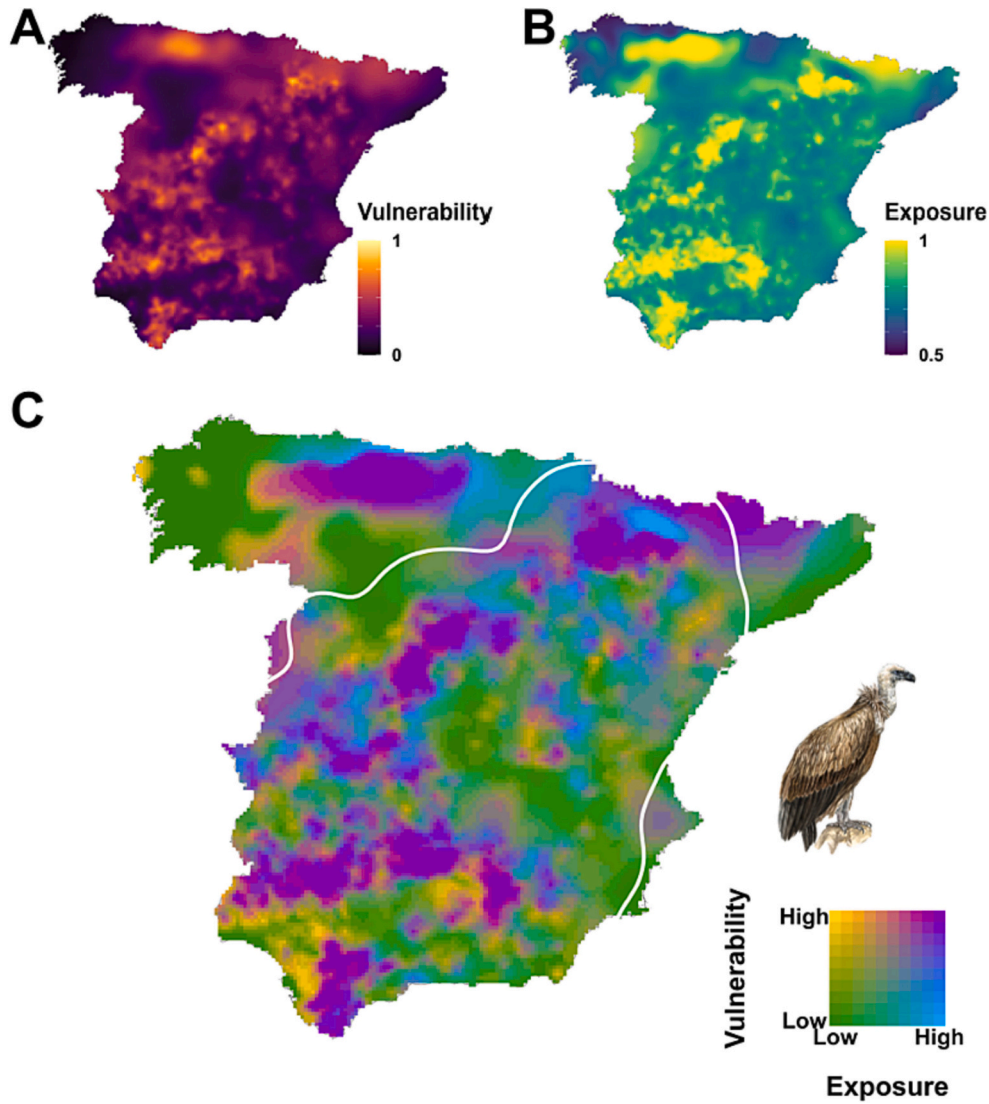 A
B
Vulnerability
1
0
Exposure
1
0.5
C
Vulnerability
High
Low
Low
High
Exposure